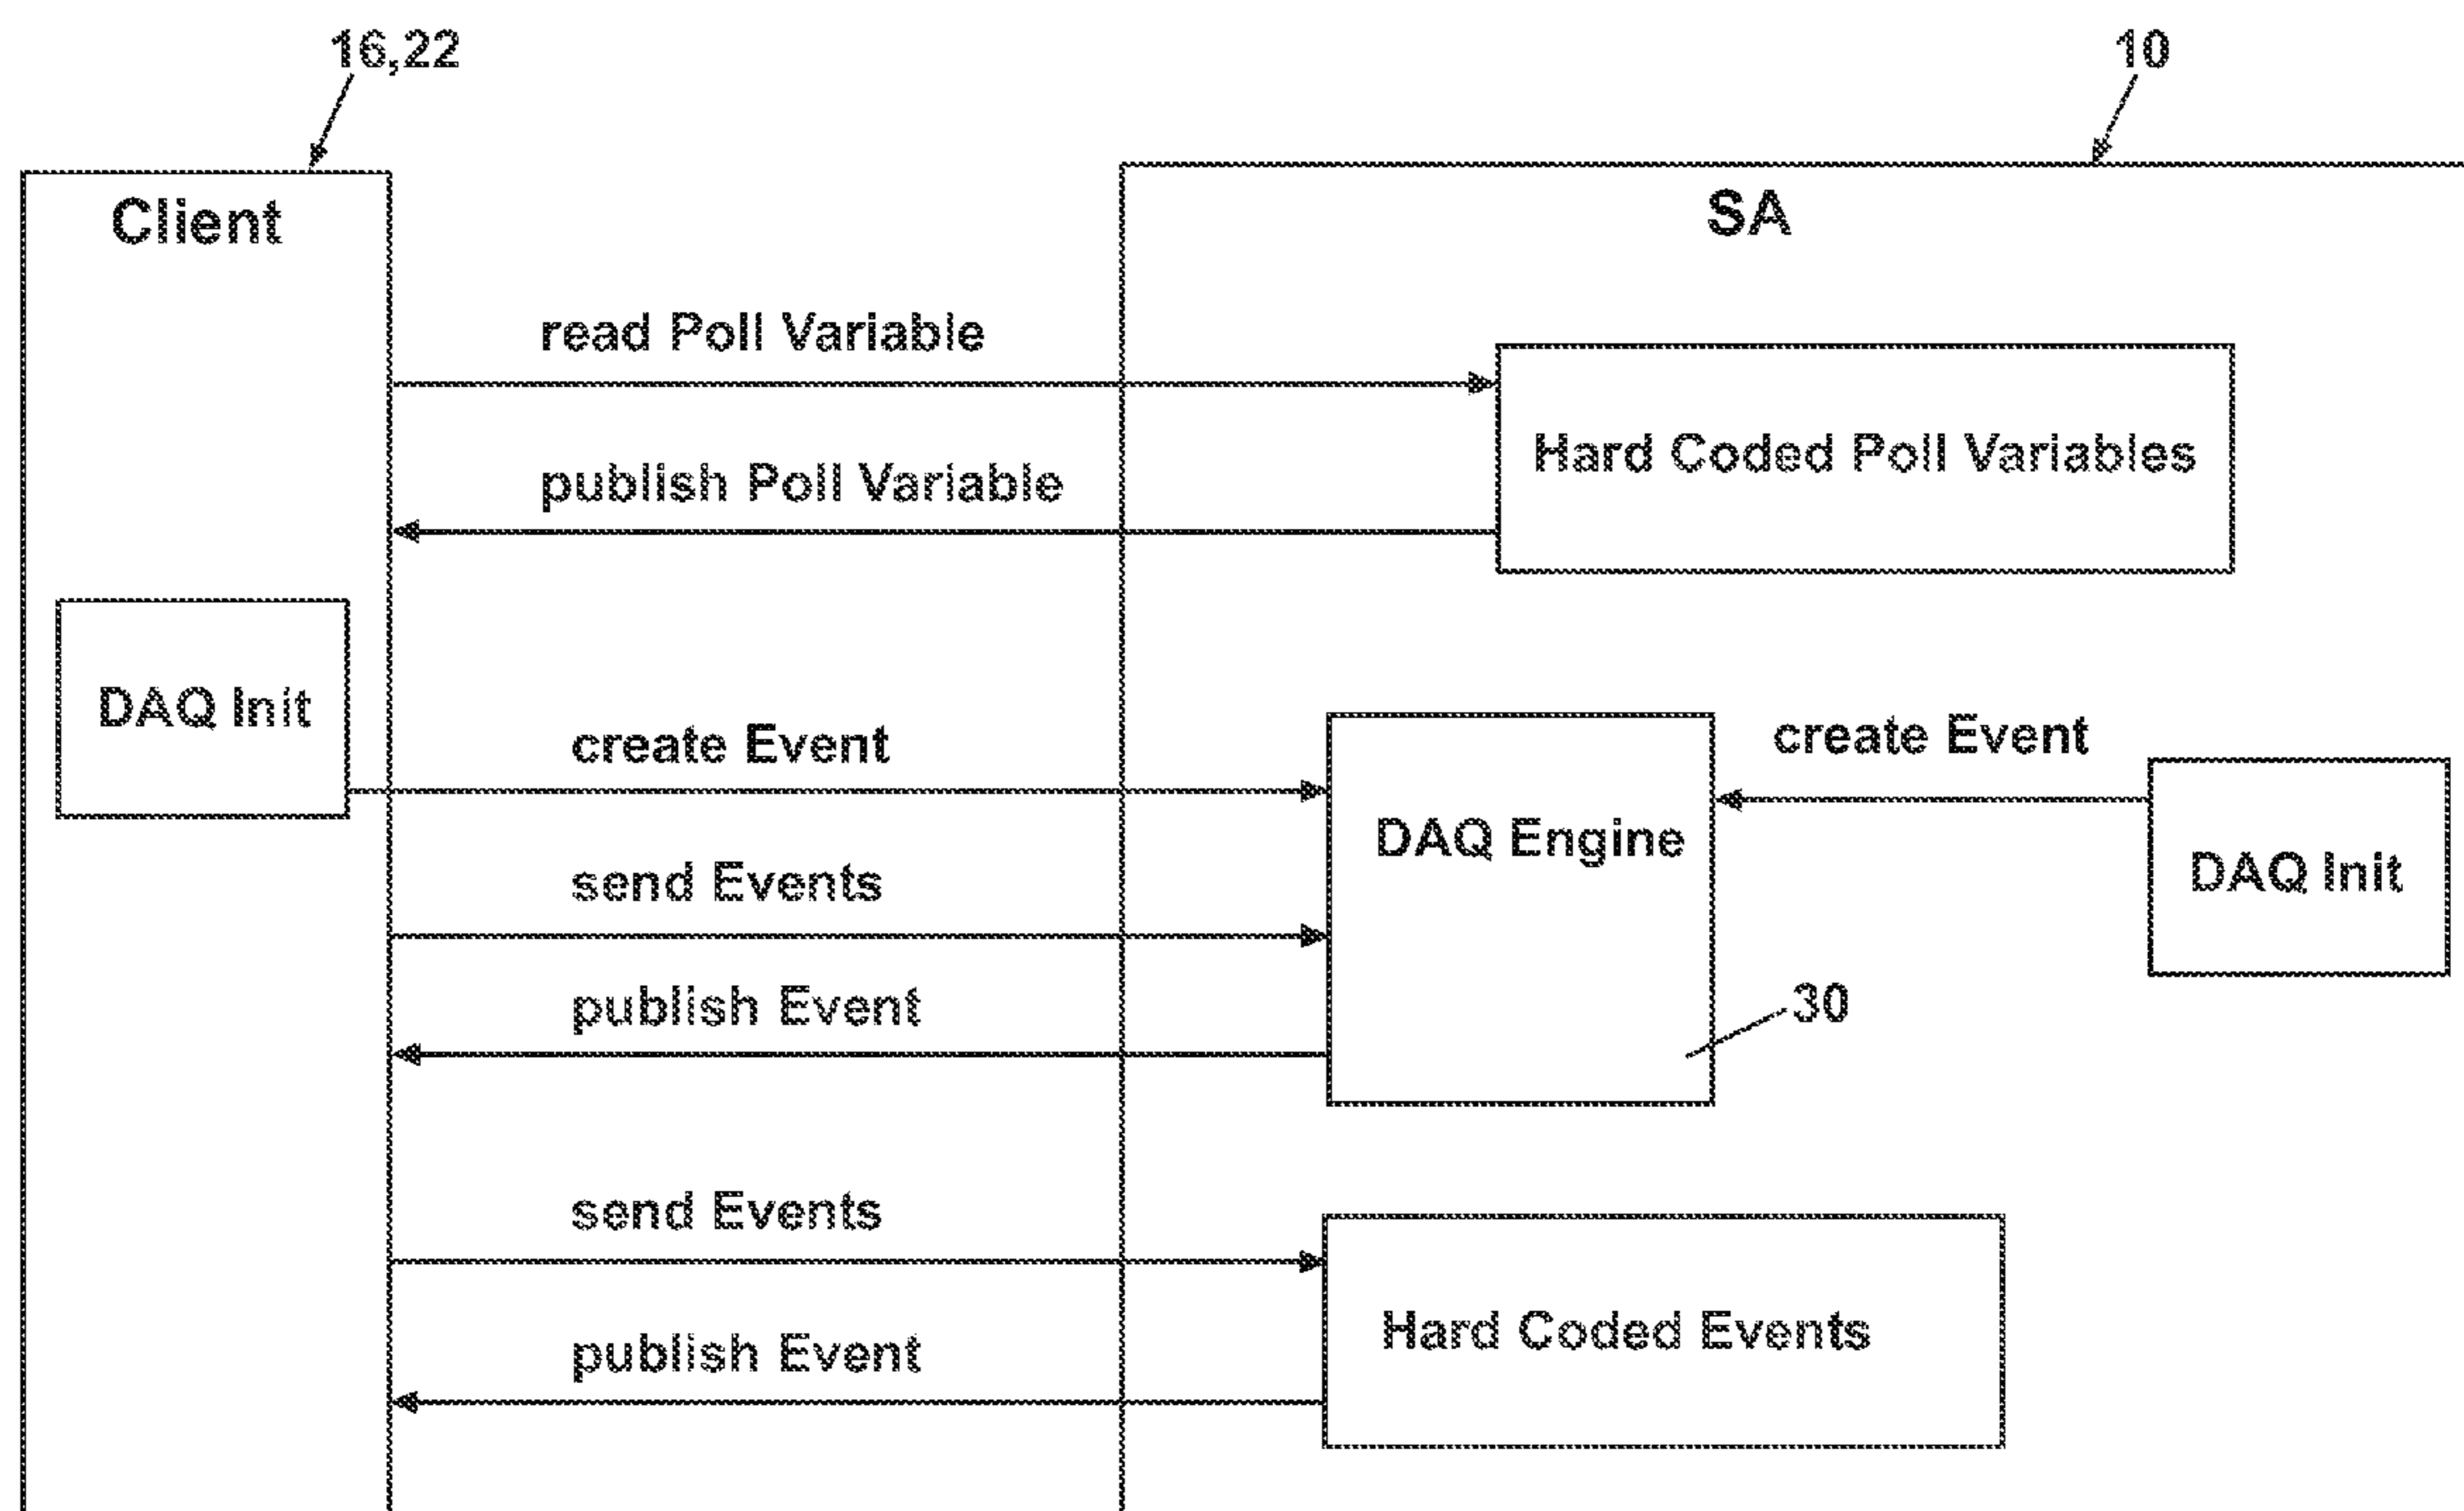 16,22
10
Client
SA
read Poll Variable
Hard Coded Poll Variables
publish Poll Variable
DAQ Init
create Event
create Event
DAQ Engine
DAQ Init
send Events
publish Event
30
send Events
Hard Coded Events
publish Event